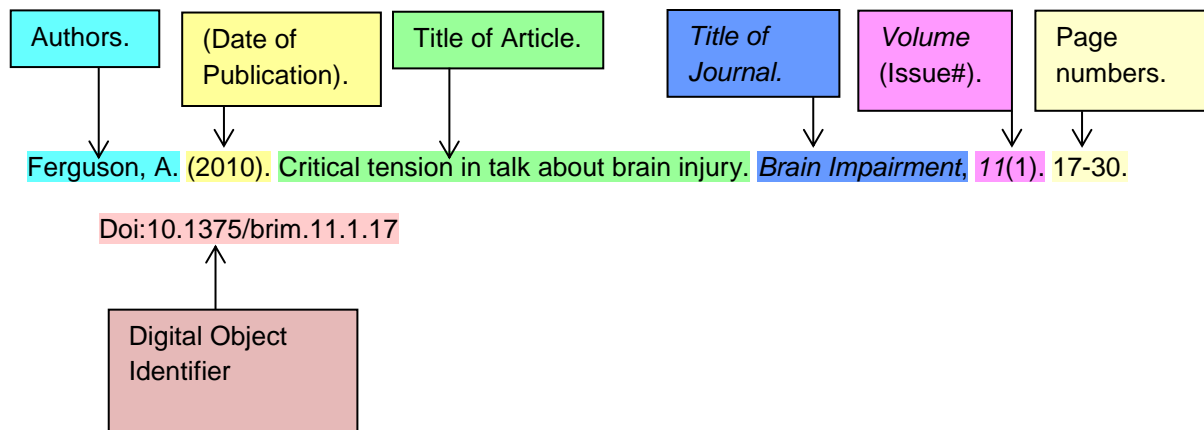 Authors.
(Date of
Publication).
Title of Article.
Title of
Journal.
Volume
(Issue#).
Page
numbers.
Ferguson, A. (2010). Critical tension in talk about brain injury. Brain Impairment, 11(1). 17-30.
Doi:10.1375/brim.11.1.17
Digital Object
Identifier